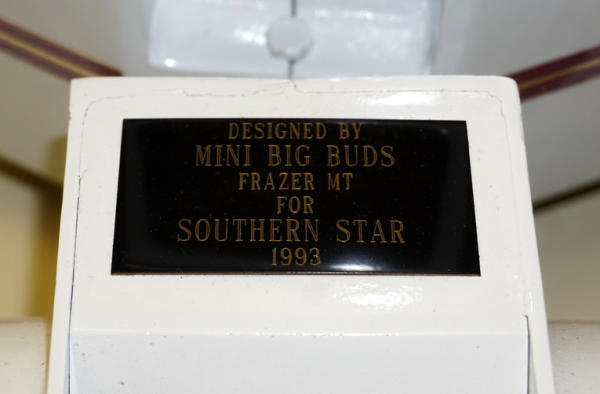 DESIGNED BY
MINI BIG BUDS
FRAZER MT
FOR
SOUTHERN STAR
1993